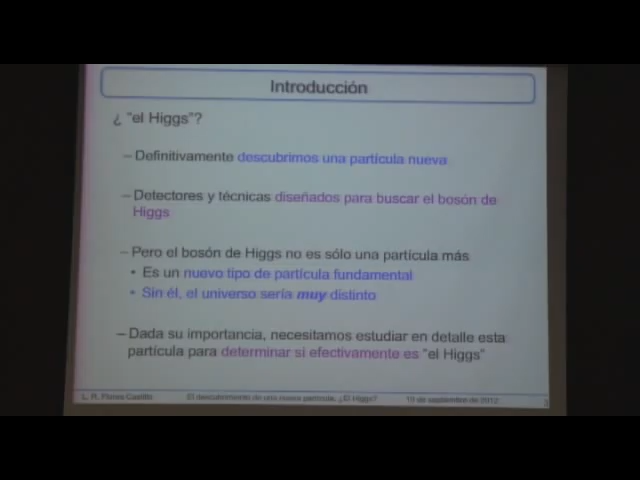 Introducción
¿ "el Higgs"?
– Definitivamente descubrimos una partícula nueva
– Detectores y técnicas diseñados para buscar el bosón de
Higgs
– Pero el bosón de Higgs no es sólo una partícula más
• Es un nuevo tipo de partícula fundamental
• Sin él, el universo sería muy distinto
– Dada su importancia, necesitamos estudiar en detalle esta
partícula para determinar si efectivamente es "el Higgs"
L. R. Flores Castillo El descubrimiento de una nueva partícula, ¿El Higgs? 19 de septiembre de 2012